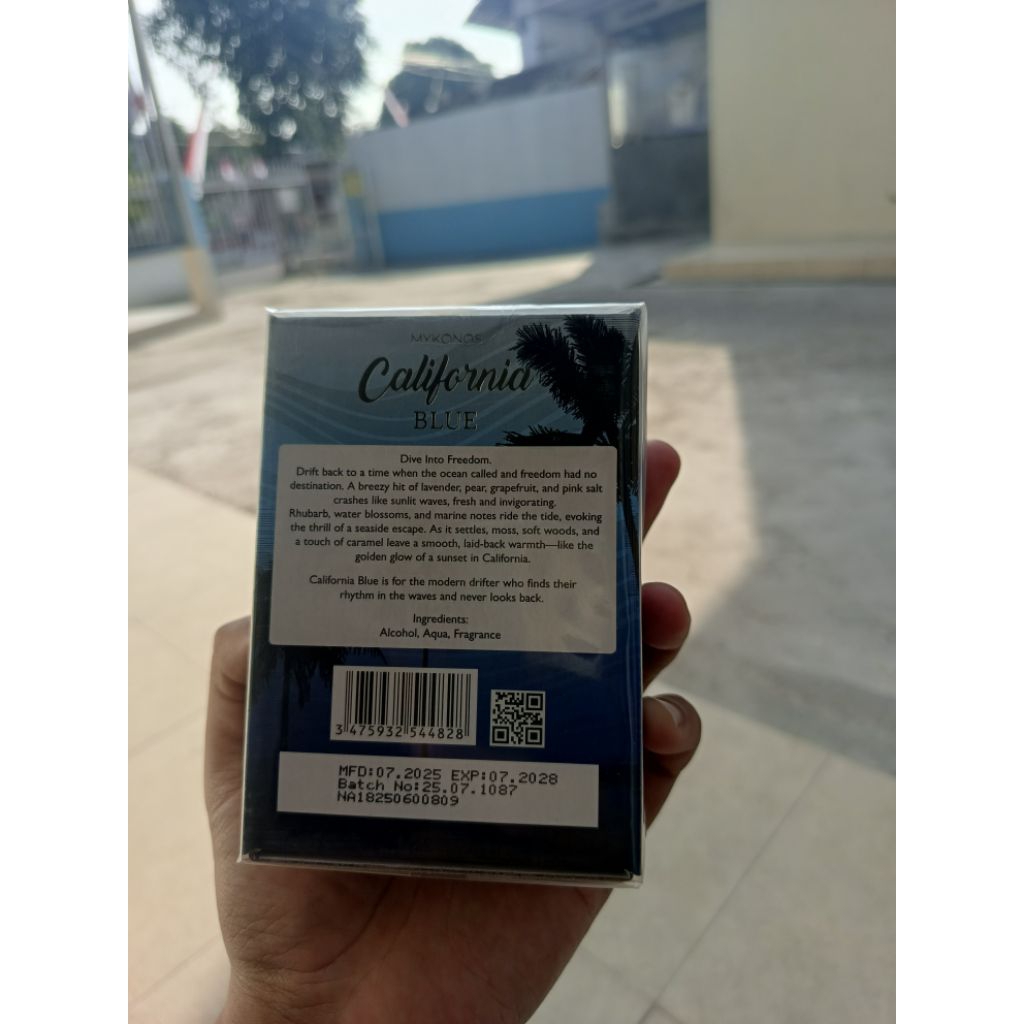 MYKONOS
California
BLUE
Dive Into Freedom.
Drift back to a time when the ocean called and freedom had no
destination. A breezy hit of lavender, pear, grapefruit, and pink salt
crashes like sunlit waves, fresh and invigorating.
Rhubarb, water blossoms, and marine notes ride the tide, evoking
the thrill of a seaside escape. As it settles, moss, soft woods, and
a touch of caramel leave a smooth, laid-back warmth—like the
golden glow of a sunset in California.
California Blue is for the modern drifter who finds their
rhythm in the waves and never looks back.
Ingredients:
Alcohol, Aqua, Fragrance
3 475932 544828
MFD:07.2025 EXP:07.2028
Batch No:25.07.1087
NA18250600809